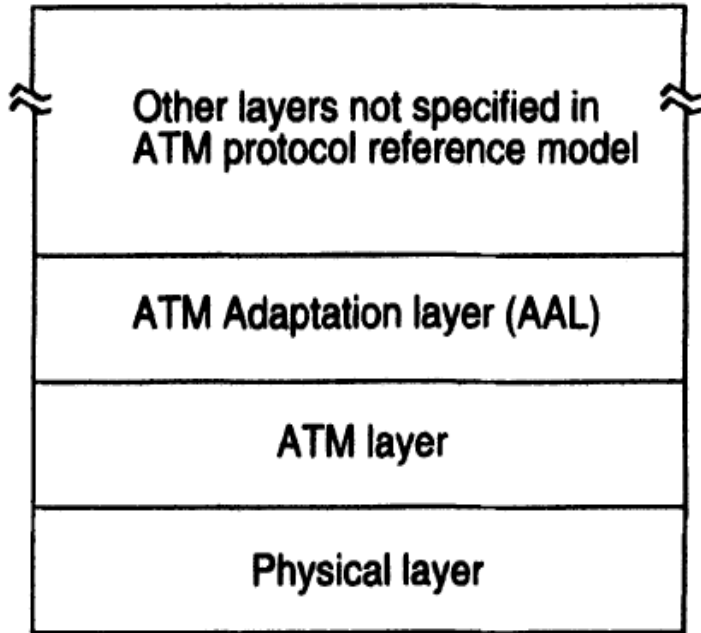 Other layers not specified in
ATM protocol reference model
ATM Adaptation layer (AAL)
ATM layer
Physical layer